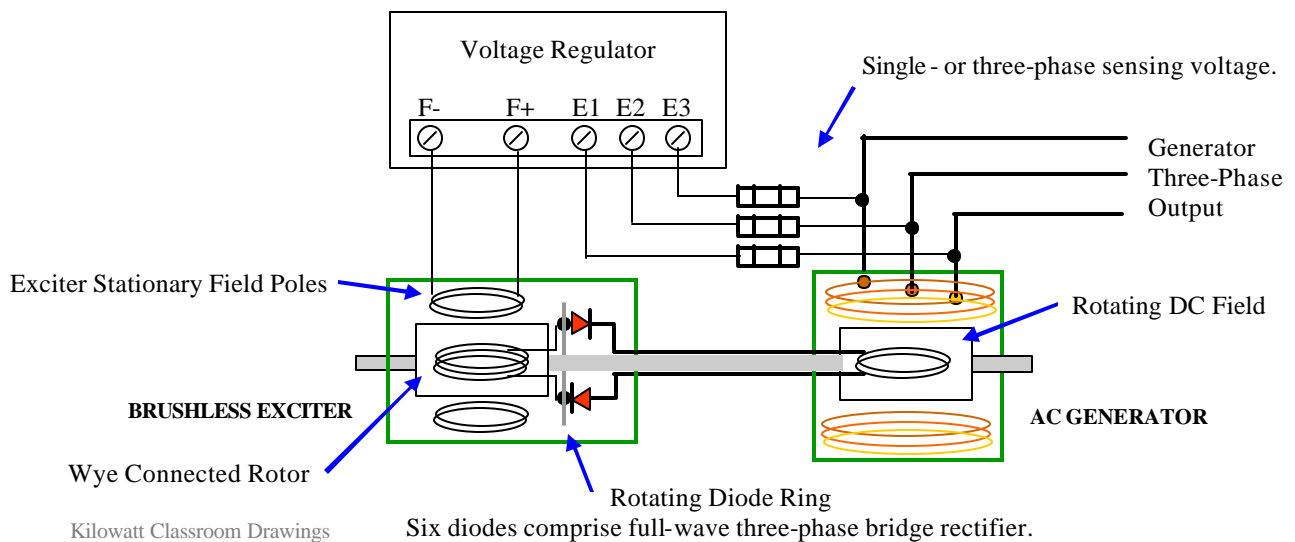 Voltage Regulator
Single - or three-phase sensing voltage.
F- F+ E1 E2 E3
Generator
Three-Phase
Output
Exciter Stationary Field Poles
Rotating DC Field
BRUSHLESS EXCITER
AC GENERATOR
Wye Connected Rotor
Rotating Diode Ring
Kilowatt Classroom Drawings
Six diodes comprise full-wave three-phase bridge rectifier.